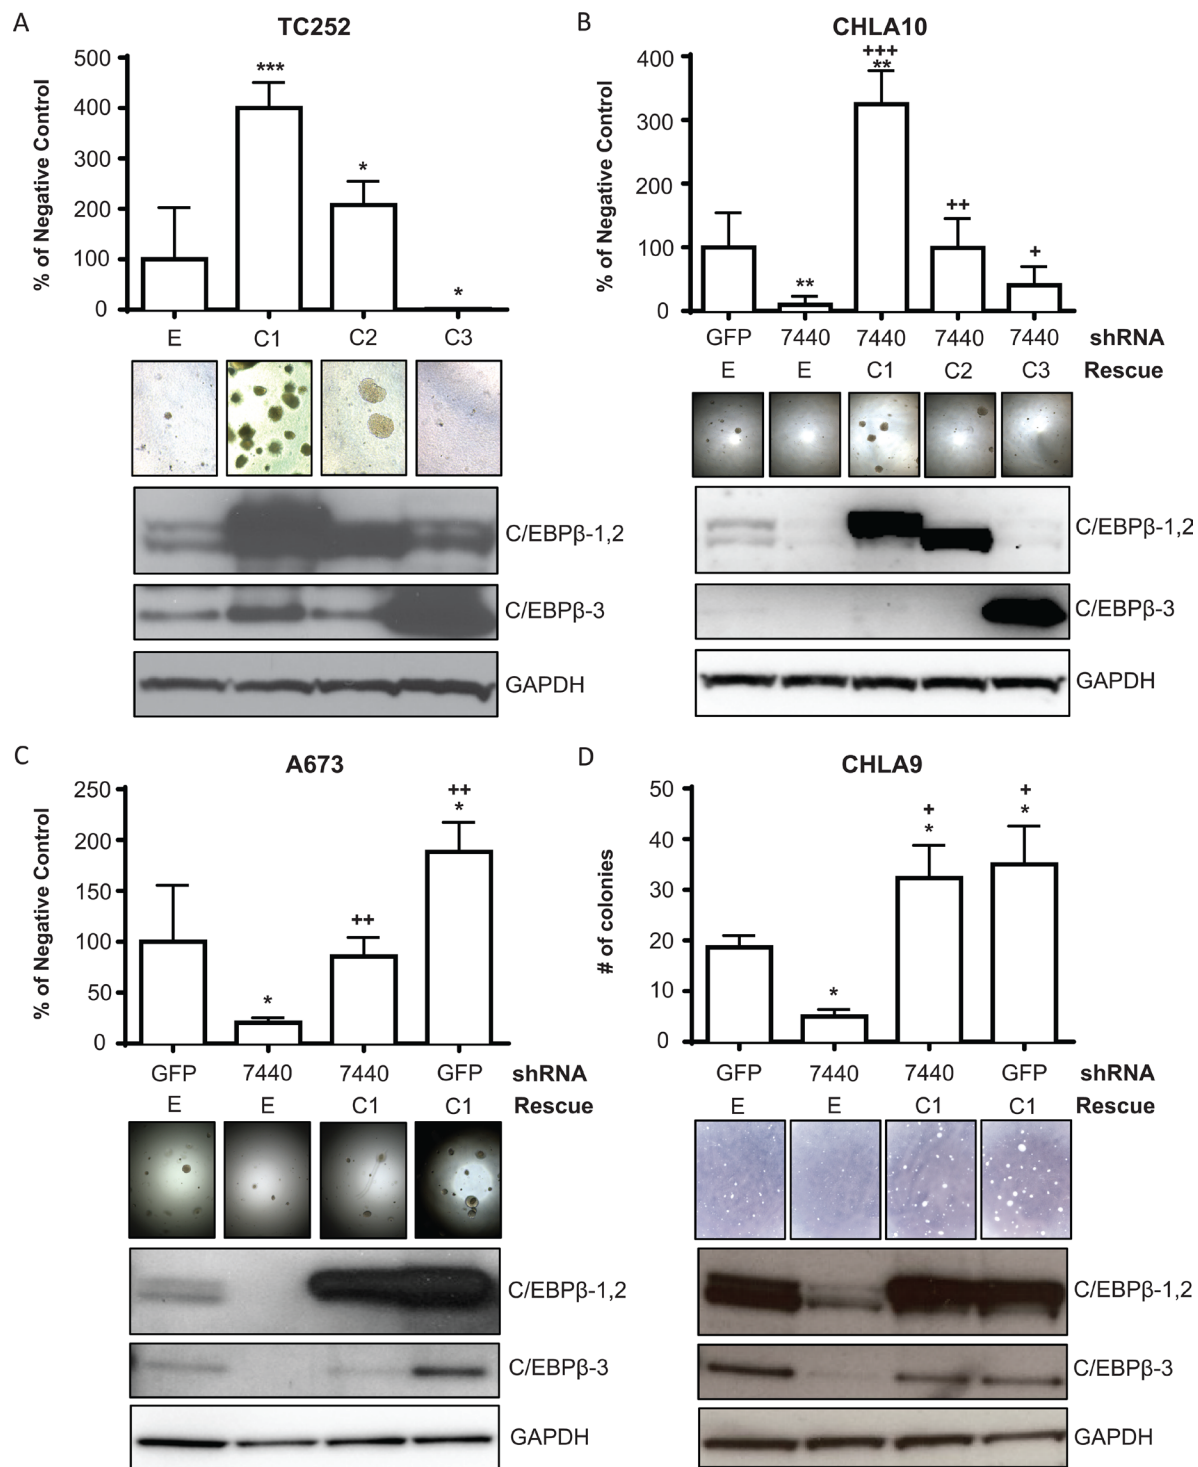 A
TC252
% of Negative Control
500
400
300
200
100
0
***
*
*
E C1 C2 C3
C/EBPβ-1,2
C/EBPβ-3
GAPDH
B
CHLA10
% of Negative Control
400
300
200
100
0
**
+++
**
++
+
GFP 7440 7440 7440 7440 shRNA
E E C1 C2 C3 Rescue
C/EBPβ-1,2
C/EBPβ-3
GAPDH
C
A673
% of Negative Control
250
200
150
100
50
0
*
++
++
*
GFP 7440 7440 GFP shRNA
E E C1 C1 Rescue
C/EBPβ-1,2
C/EBPβ-3
GAPDH
D
CHLA9
# of colonies
50
40
30
20
10
0
*
+
*
+
*
GFP 7440 7440 GFP shRNA
E E C1 C1 Rescue
C/EBPβ-1,2
C/EBPβ-3
GAPDH